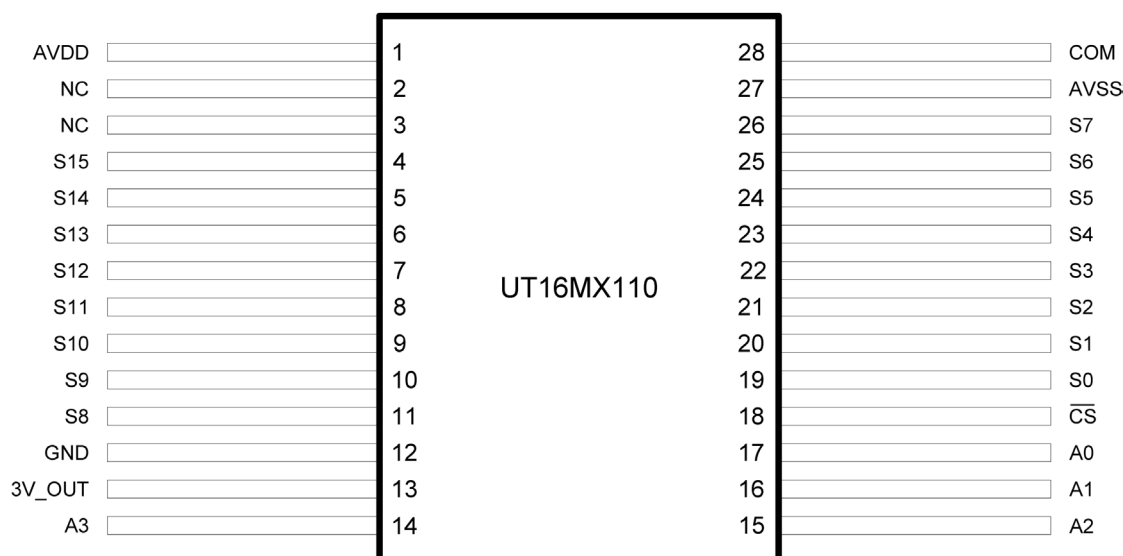 AVDD 1 28 COM
NC 2 27 AVSS
NC 3 26 S7
S15 4 25 S6
S14 5 24 S5
S13 6 23 S4
S12 7 22 S3
UT16MX110
S11 8 21 S2
S10 9 20 S1
S9 10 19 S0
S8 11 18 C̅S̅
GND 12 17 A0
3V_OUT 13 16 A1
A3 14 15 A2